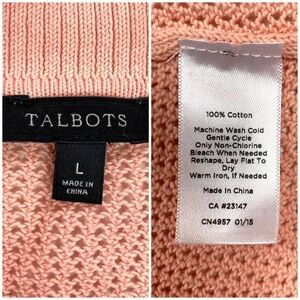 TALBOTS
L
MADE IN
CHINA
100% Cotton
Machine Wash Cold
Gentle Cycle
Only Non-Chlorine
Bleach When Needed
Reshape, Lay Flat To
Dry
Warm Iron, If Needed
Made In China
CA #23147
CN4957 01/15